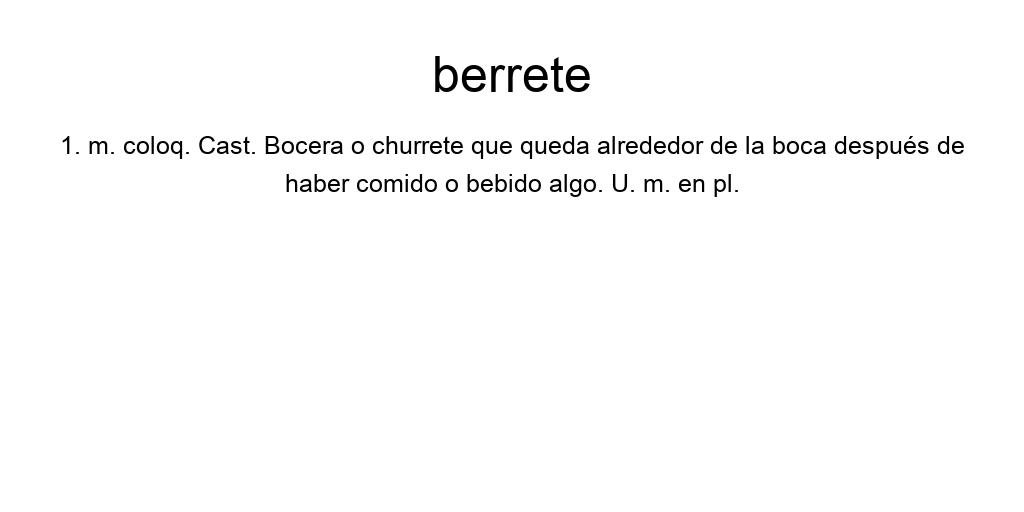 berrete
1. m. coloq. Cast. Bocera o churrete que queda alrededor de la boca después de
haber comido o bebido algo. U. m. en pl.